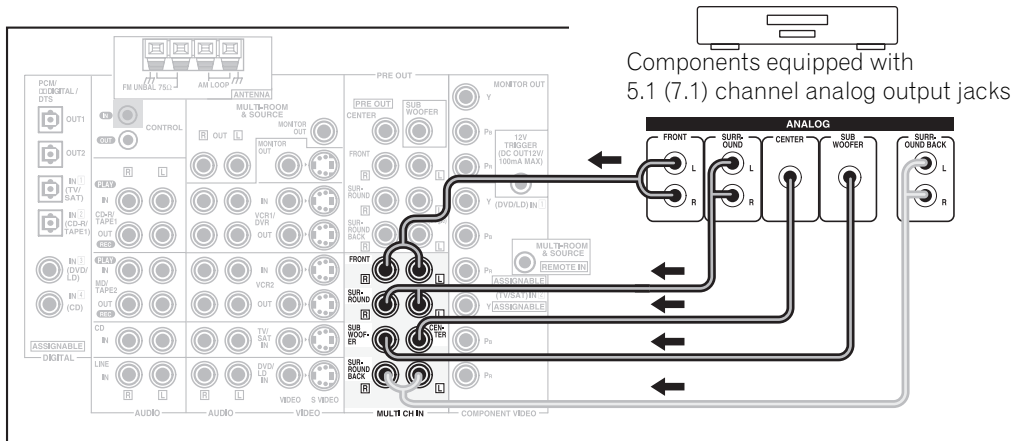 Components equipped with
5.1 (7.1) channel analog output jacks
ANALOG
FRONT
SURR-
OUND
CENTER
SUB
WOOFER
SURR-
OUND BACK
L
L
L
R
R
R
FM UNBAL 75Ω
AM LOOP
ANTENNA
PCM/
DIGITAL /
DTS
OUT1
OUT2
IN 1
(TV/
SAT)
IN 2
(CD-R/
TAPE1)
IN 3
(DVD/
LD)
IN 4
(CD)
ASSIGNABLE
DIGITAL
IN
OUT
CONTROL
R
L
PLAY
IN
CD-R/
TAPE1
OUT
REC
PLAY
IN
MD/
TAPE2
OUT
REC
CD
IN
LINE
IN
R
L
AUDIO
MULTI-ROOM
& SOURCE
R OUT L
MONITOR
OUT
MONITOR
OUT
IN
VCR1/
DVR
OUT
IN
VCR2
OUT
TV/
SAT
IN
DVD/
LD
IN
R
L
AUDIO
VIDEO
S VIDEO
VIDEO
PRE OUT
PRE OUT
CENTER
SUB
WOOFER
FRONT
R
L
SUR-
ROUND
R
L
SUR-
ROUND
BACK
R
L
FRONT
R
L
SUR-
ROUND
R
L
SUB
WOOF-
ER
CEN-
TER
SUR-
ROUND
BACK
R
L
MULTI CH IN
MONITOR OUT
Y
PB
PR
12V
TRIGGER
(DC OUT12V/
100mA MAX)
Y
(DVD/LD) IN 1
PB
MULTI-ROOM
& SOURCE
REMOTE IN
PR
ASSIGNABLE
(TV/SAT) IN 2
Y
ASSIGNABLE
PB
PR
COMPONENT VIDEO